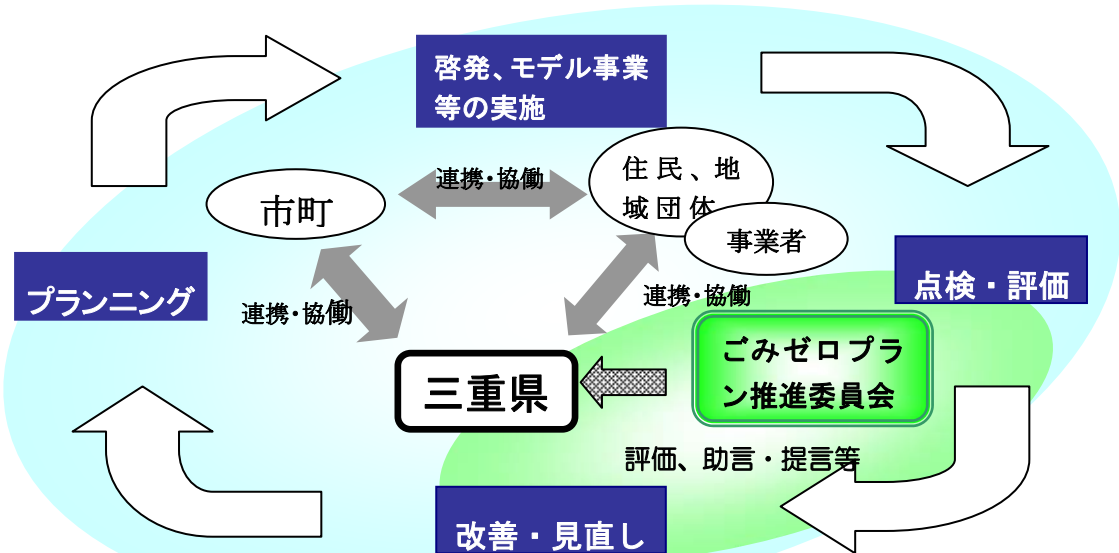 啓発、モデル事業
等の実施
連携・協働
市町
住民、地
域団体
事業者
プランニング
点検・評価
連携・協働
連携・協働
三重県
ごみゼロプラ
ン推進委員会
評価、助言・提言等
改善・見直し